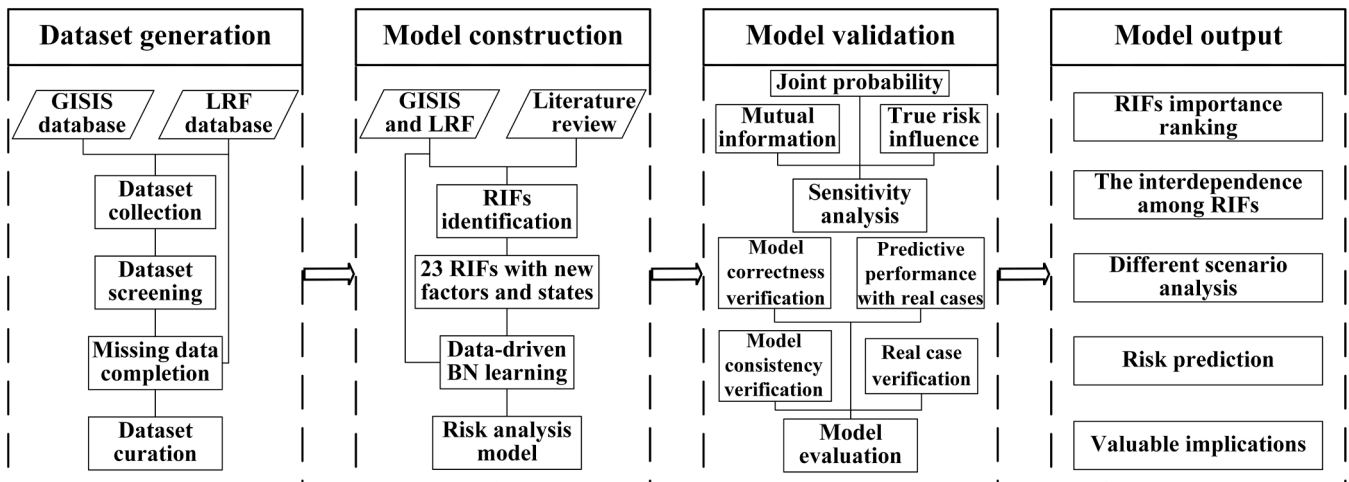 Dataset generation
GISIS
database
LRF
database
Dataset
collection
Dataset
screening
Missing data
completion
Dataset
curation
Model construction
GISIS
and LRF
Literature
review
RIFs
identification
23 RIFs with new
factors and states
Data-driven
BN learning
Risk analysis
model
Model validation
Joint probability
Mutual
information
True risk
influence
Sensitivity
analysis
Model
correctness
verification
Predictive
performance
with real cases
Model
consistency
verification
Real case
verification
Model
evaluation
Model output
RIFs importance
ranking
The interdependence
among RIFs
Different scenario
analysis
Risk prediction
Valuable implications